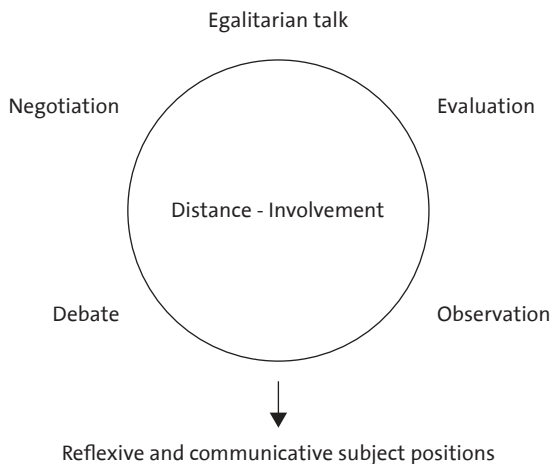 Egalitarian talk
Negotiation
Evaluation
Distance - Involvement
Debate
Observation
Reflexive and communicative subject positions